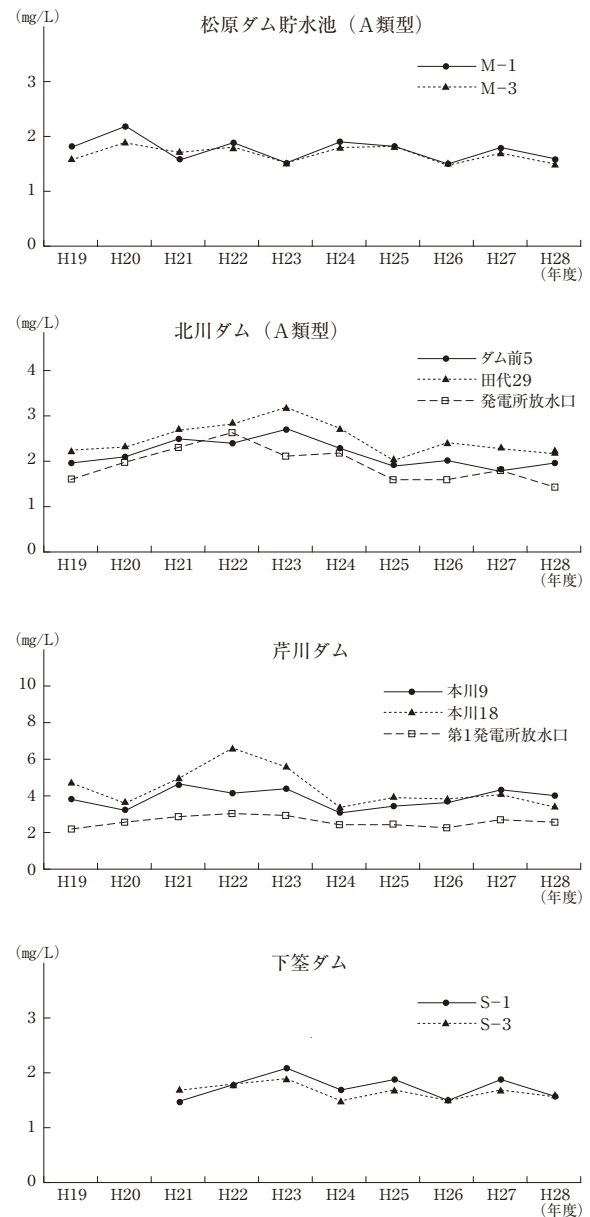 (㎎/L)
松原ダム貯水池（A類型）
M−1
M−3
3
2
1
0
H19 H20 H21 H22 H23 H24 H25 H26 H27 H28
(年度)
(㎎/L)
北川ダム（A類型）
ダム前5
田代29
発電所放水口
4
3
2
1
0
H19 H20 H21 H22 H23 H24 H25 H26 H27 H28
(年度)
(㎎/L)
芹川ダム
本川9
本川18
第1発電所放水口
10
8
6
4
2
0
H19 H20 H21 H22 H23 H24 H25 H26 H27 H28
(年度)
(㎎/L)
下筌ダム
S−1
S−3
3
2
1
0
H19 H20 H21 H22 H23 H24 H25 H26 H27 H28
(年度)